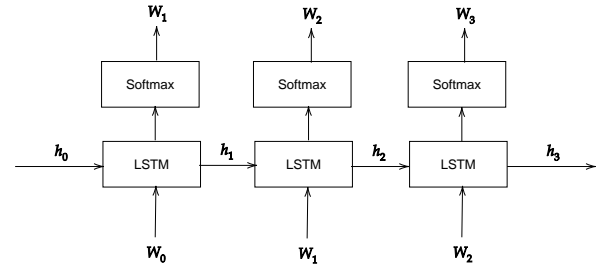 W₁ W₂ W₃
Softmax Softmax Softmax
h₀ LSTM h₁ LSTM h₂ LSTM h₃
W₀ W₁ W₂